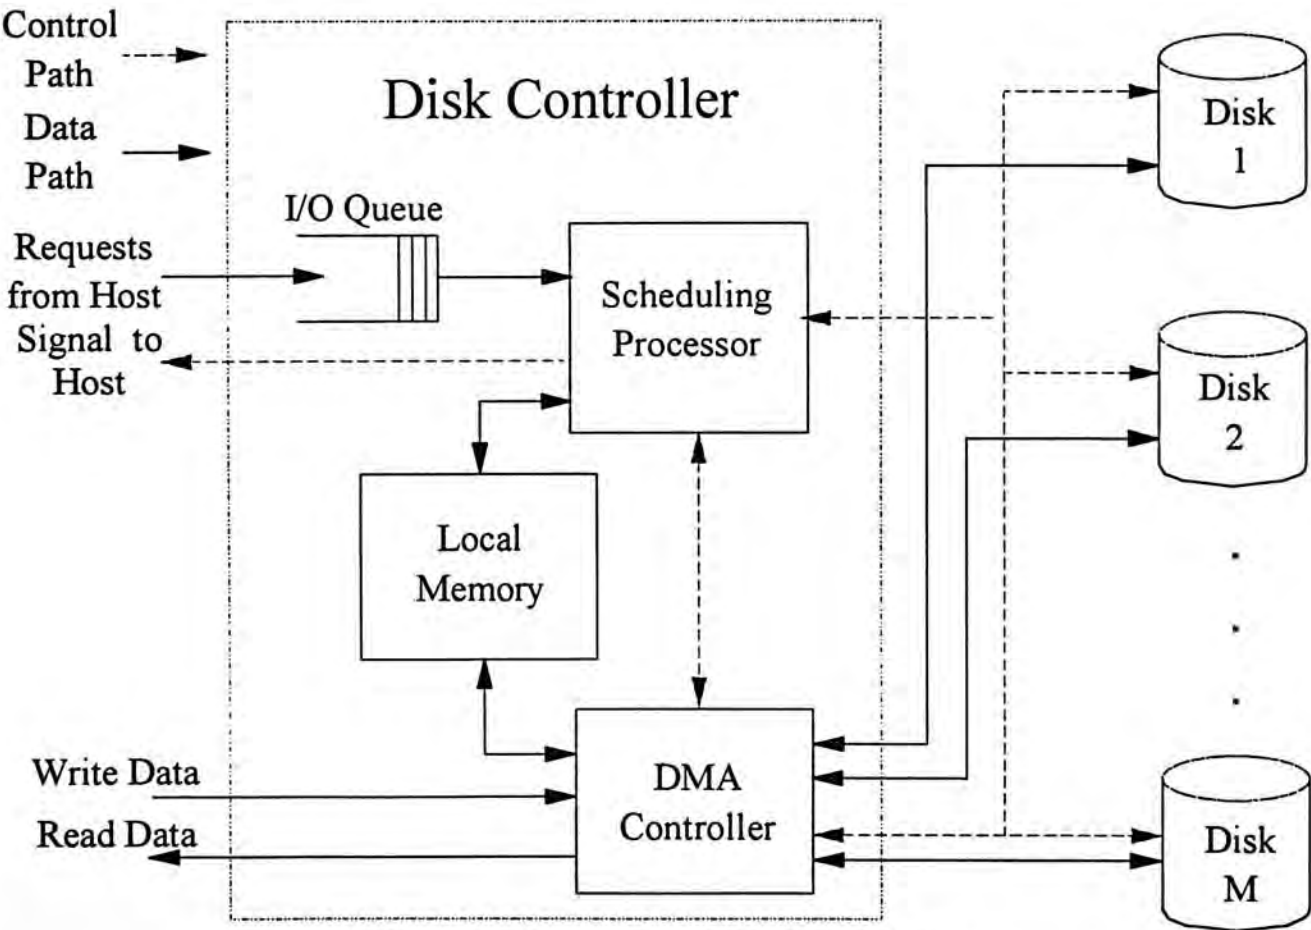 Control
Path
Data
Path
Disk Controller
I/O Queue
Requests
from Host
Signal to
Host
Scheduling
Processor
Local
Memory
DMA
Controller
Write Data
Read Data
Disk
1
Disk
2
Disk
M